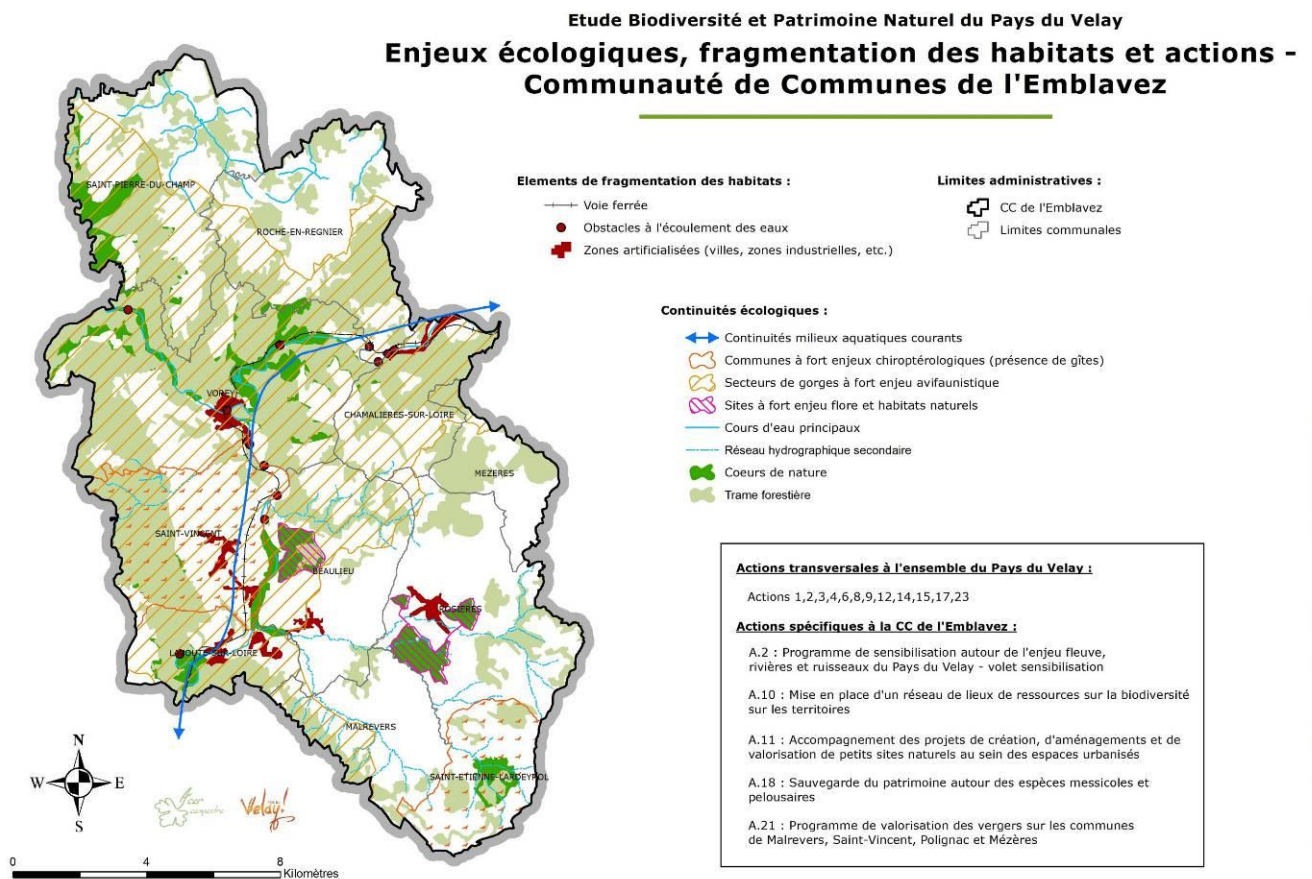 Etude Biodiversité et Patrimoine Naturel du Pays du Velay
Enjeux écologiques, fragmentation des habitats et actions -
Communauté de Communes de l'Emblavez
Elements de fragmentation des habitats :
Voie ferrée
Obstacles à l'écoulement des eaux
Zones artificialisées (villes, zones industrielles, etc.)
Limites administratives :
CC de l'Emblavez
Limites communales
Continuités écologiques :
Continuités milieux aquatiques courants
Communes à fort enjeux chiroptérologiques (présence de gîtes)
Secteurs de gorges à fort enjeu avifaunistique
Sites à fort enjeu flore et habitats naturels
Cours d'eau principaux
Réseau hydrographique secondaire
Coeurs de nature
Trame forestière
Actions transversales à l'ensemble du Pays du Velay :
Actions 1,2,3,4,6,8,9,12,14,15,17,23
Actions spécifiques à la CC de l'Emblavez :
A.2 : Programme de sensibilisation autour de l'enjeu fleuve,
rivières et ruisseaux du Pays du Velay - volet sensibilisation
A.10 : Mise en place d'un réseau de lieux de ressources sur la biodiversité
sur les territoires
A.11 : Accompagnement des projets de création, d'aménagements et de
valorisation de petits sites naturels au sein des espaces urbanisés
A.18 : Sauvegarde du patrimoine autour des espèces messicoles et
pelousaires
A.21 : Programme de valorisation des vergers sur les communes
de Malrevers, Saint-Vincent, Polignac et Mézères
SAINT-PIERRE-DU-CHAMP
ROCHE-EN-REGNIER
VOREY
CHAMALIERES-SUR-LOIRE
MEZERES
SAINT-VINCENT
BEAULIEU
ROSIERES
LAVOUTE-SUR-LOIRE
MALREVERS
SAINT-ETIENNE-LARDEYROL
N
W
E
S
Velay!
0 4 8
Kilomètres